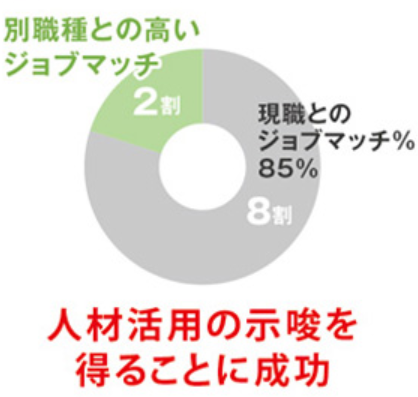 別職種との高い
ジョブマッチ
2割
現職との
ジョブマッチ%
85%
8割
人材活用の示唆を
得ることに成功